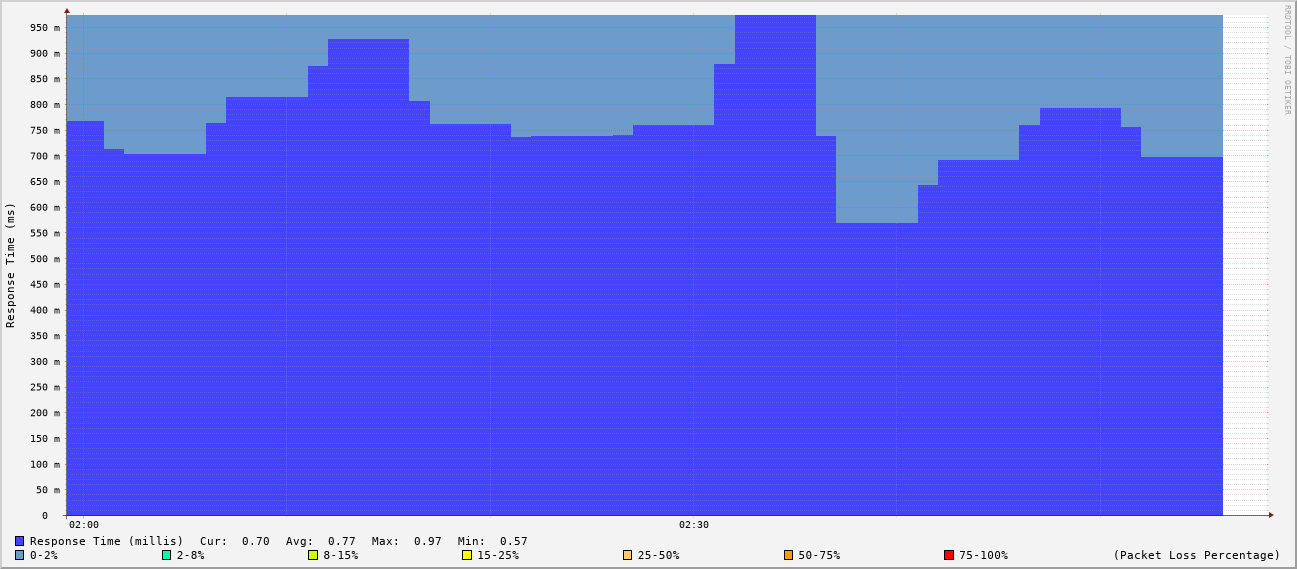 RRDTOOL / TOBI OETIKER
Response Time (ms)
950 m
900 m
850 m
800 m
750 m
700 m
650 m
600 m
550 m
500 m
450 m
400 m
350 m
300 m
250 m
200 m
150 m
100 m
50 m
0
02:00 02:30
Response Time (millis) Cur: 0.70 Avg: 0.77 Max: 0.97 Min: 0.57
0-2% 2-8% 8-15% 15-25% 25-50% 50-75% 75-100% (Packet Loss Percentage)